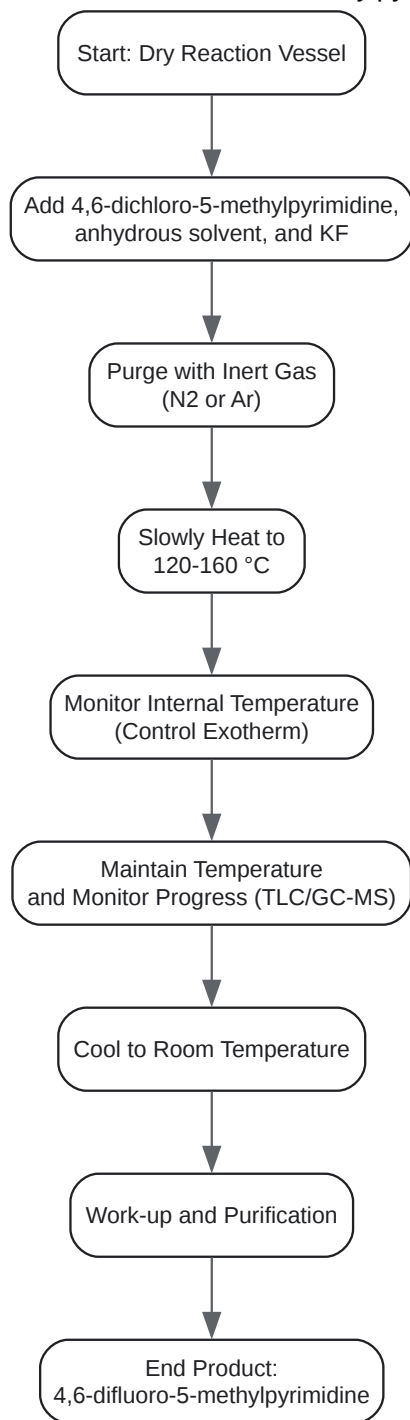 Start: Dry Reaction Vessel
Add 4,6-dichloro-5-methylpyrimidine,
anhydrous solvent, and KF
Purge with Inert Gas
(N2 or Ar)
Slowly Heat to
120-160 °C
Monitor Internal Temperature
(Control Exotherm)
Maintain Temperature
and Monitor Progress (TLC/GC-MS)
Cool to Room Temperature
Work-up and Purification
End Product:
4,6-difluoro-5-methylpyrimidine